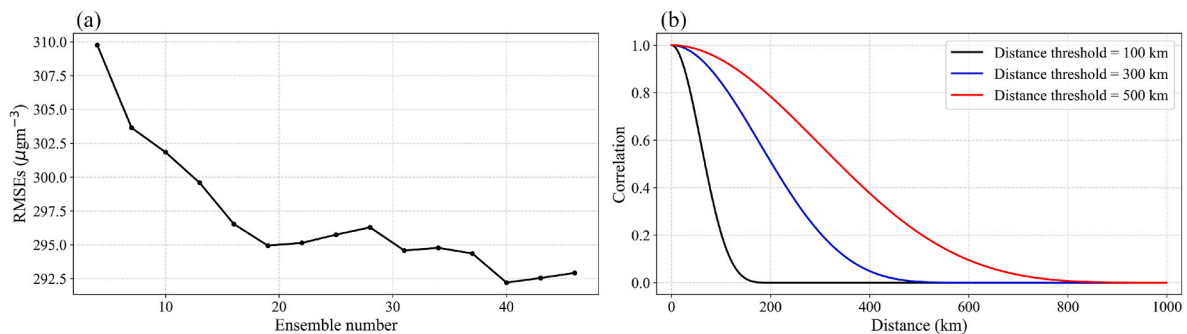 (a)
310.0
307.5
305.0
302.5
300.0
297.5
295.0
292.5
RMSEs (μgm⁻³)
10
20
30
40
Ensemble number
(b)
1.0
0.8
0.6
0.4
0.2
0.0
Correlation
Distance threshold = 100 km
Distance threshold = 300 km
Distance threshold = 500 km
0
200
400
600
800
1000
Distance (km)